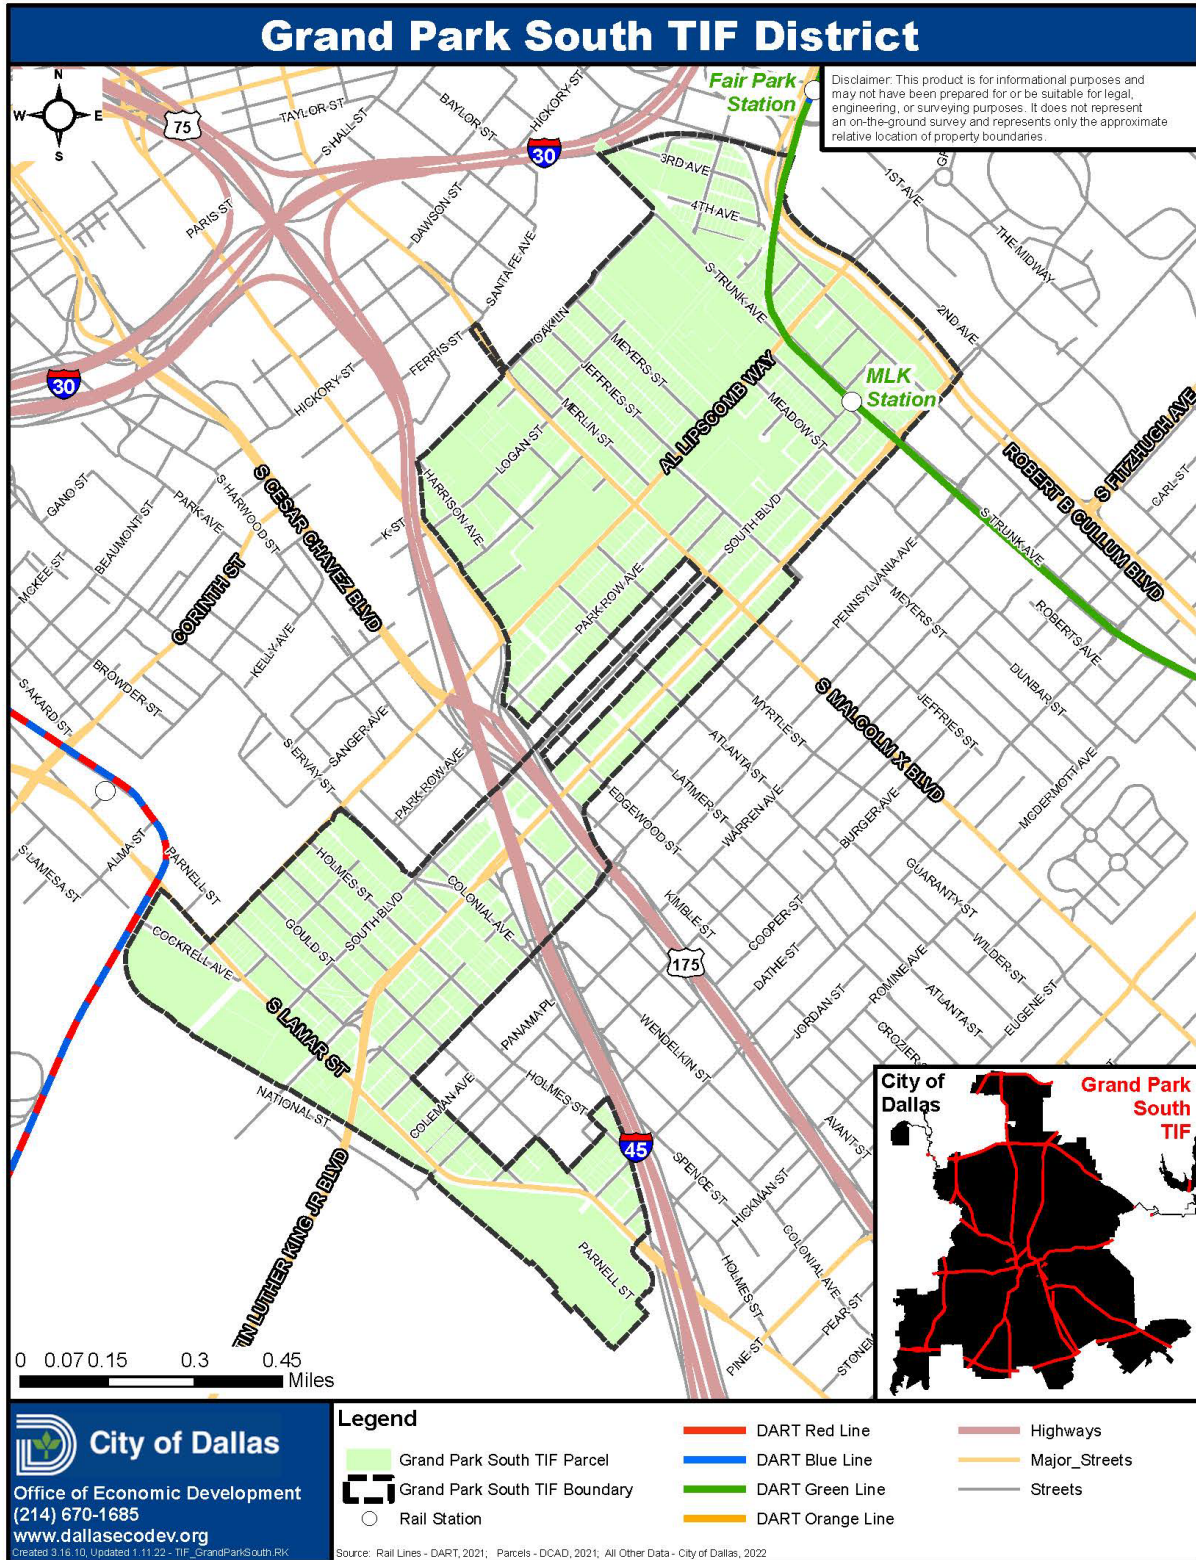 Grand Park South TIF District
N
W E
S
Disclaimer: This product is for informational purposes and
may not have been prepared for or be suitable for legal,
engineering, or surveying purposes. It does not represent
an on-the-ground survey and represents only the approximate
relative location of property boundaries.
Fair Park
Station
75
30
TAYLOR ST
S HALL ST
BAYLOR ST
HICKORY ST
PARIS ST
DAWSON ST
SANTA FE AVE
3RD AVE
4TH AVE
1ST AVE
THE MIDWAY
2ND AVE
S TRUNK AVE
OAK LN
FERRIS ST
HICKORY ST
30
MEYERS ST
JEFFRIES ST
MERLIN ST
LOGAN ST
AL LIPSCOMB WAY
MEADOW ST
MLK
Station
ROBERT B CULLUM BLVD
S FITZHUGH AVE
CARL ST
S TRUNK AVE
HARRISON AVE
K ST
GANO ST
BEAUMONT ST
PARK AVE
S HARWOOD ST
S CESAR CHAVEZ BLVD
MCKEE ST
CORINTH ST
SOUTH BLVD
PARK ROW AVE
PENNSYLVANIA AVE
MEYERS ST
ROBERTS AVE
KELLY AVE
BROWDER ST
S AKARD ST
DUNBAR ST
JEFFRIES ST
S MALCOLM X BLVD
MYRTLE ST
SANGER AVE
S ERVAY ST
PARK ROW AVE
ATLANTA ST
LATIMER ST
WARREN AVE
EDGEWOOD ST
BURGER AVE
MCDERMOTT AVE
ALMA ST
S LAMESA ST
PARNELL ST
HOLMES ST
SOUTH BLVD
GOULD ST
COLONIAL AVE
COCKRELL AVE
GUARANTY ST
KIMBLE ST
COOPER ST
DATHE ST
WILDER ST
ROMINE AVE
ATLANTA ST
EUGENE ST
JORDAN ST
175
S LAMAR ST
PANAMA PL
WENDELKIN ST
HOLMES ST
COLEMAN AVE
NATIONAL ST
45
SPENCE ST
HICKMAN ST
AVANT ST
COLONIAL AVE
HOLMES ST
PEAR ST
PINE ST
PARNELL ST
TIN LUTHER KING JR BLVD
City of
Dallas
Grand Park
South
TIF
0 0.07 0.15 0.3 0.45
Miles
City of Dallas
Office of Economic Development
(214) 670-1685
www.dallasecodev.org
Created 3.16.10, Updated 1.11.22 - TIF_GrandParkSouth.RK
Legend
Grand Park South TIF Parcel
Grand Park South TIF Boundary
Rail Station
DART Red Line
DART Blue Line
DART Green Line
DART Orange Line
Highways
Major_Streets
Streets
Source: Rail Lines - DART, 2021; Parcels - DCAD, 2021; All Other Data - City of Dallas, 2022